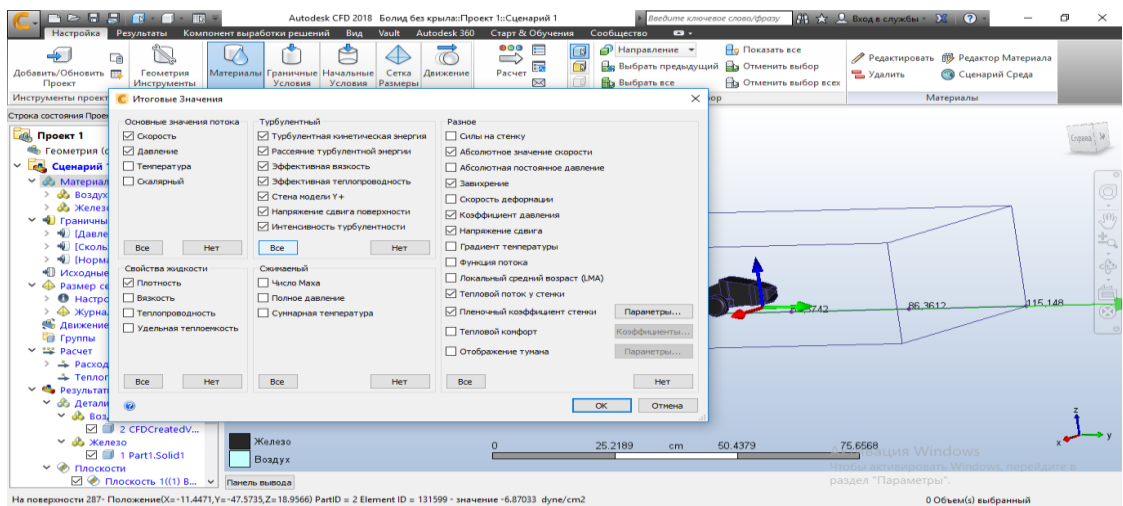 Autodesk CFD 2018 Болид без крыла::Проект 1::Сценарий 1
Введите ключевое слово/фразу
Вход в службы
Настройка Результаты Компонент выработки решений Вид Vault Autodesk 360 Старт & Обучения Сообщество
Добавить/Обновить
Проект
Геометрия
Инструменты
Материалы
Граничные
Условия
Начальные
Условия
Сетка
Размеры
Движение
Расчет
Направление
Выбрать предыдущий
Выбрать все
Показать все
Отменить выбор
Отменить выбор всех
Редактировать
Удалить
Редактор Материала
Сценарий Среда
Инструменты проект
ор
Материалы
Строка состояния Прое
Проект 1
Геометрия (с
Сценарий 1
Материал
Воздух
Желез
Граничны
[Давле
[Сколь
[Норм
Исходные
Размер се
Настро
Журна
Движение
Группы
Расчет
Расход
Теплог
Результат
Детали
Воз
2 CFDCreatedV...
Железо
1 Part1.Solid1
Плоскости
Плоскость 1((1) В...
Итоговые Значения
Основные значения потока
Скорость
Давление
Температура
Скалярный
Все Нет
Турбулентный
Турбулентная кинетическая энергия
Рассеяние турбулентной энергии
Эффективная вязкость
Эффективная теплопроводность
Стена модели Y+
Напряжение сдвига поверхности
Интенсивность турбулентности
Все Нет
Свойства жидкости
Плотность
Вязкость
Теплопроводность
Удельная теплоемкость
Все Нет
Сжимаемый
Число Маха
Полное давление
Суммарная температура
Все Нет
Разное
Силы на стенку
Абсолютное значение скорости
Абсолютная постоянное давление
Завихрение
Скорость деформации
Коэффициент давления
Напряжение сдвига
Градиент температуры
Функция потока
Локальный средний возраст (LMA)
Тепловой поток у стенки
Пленочный коэффициент стенки Параметры...
Тепловой комфорт Коэффициенты...
Отображение тумана Параметры...
Все Нет
OK Отмена
86,3612
115,148
Железо
Воздух
0 25.2189 cm 50.4379 75.6568
z
x
y
Активация Windows
Чтобы активировать Windows, перейдите в
раздел "Параметры".
Панель вывода
На поверхности 287- Положение(X=-11.4471,Y=-47.5735,Z=18.9566) PartID = 2 Element ID = 131599 - значение -6.87033 dyne/cm2
0 Объем(s) выбранный